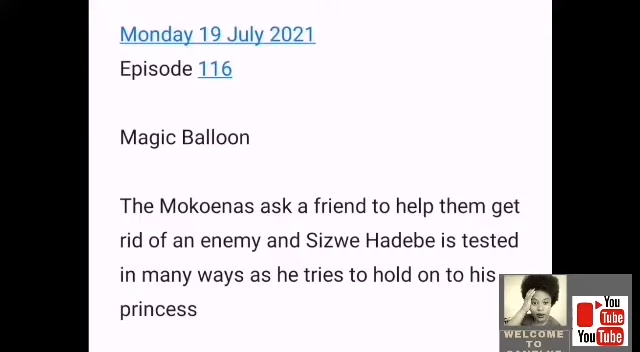 Monday 19 July 2021
Episode 116
Magic Balloon
The Mokoenas ask a friend to help them get
rid of an enemy and Sizwe Hadebe is tested
in many ways as he tries to hold on to his
princess
You
Tube
YouTube
WELCOME
TO